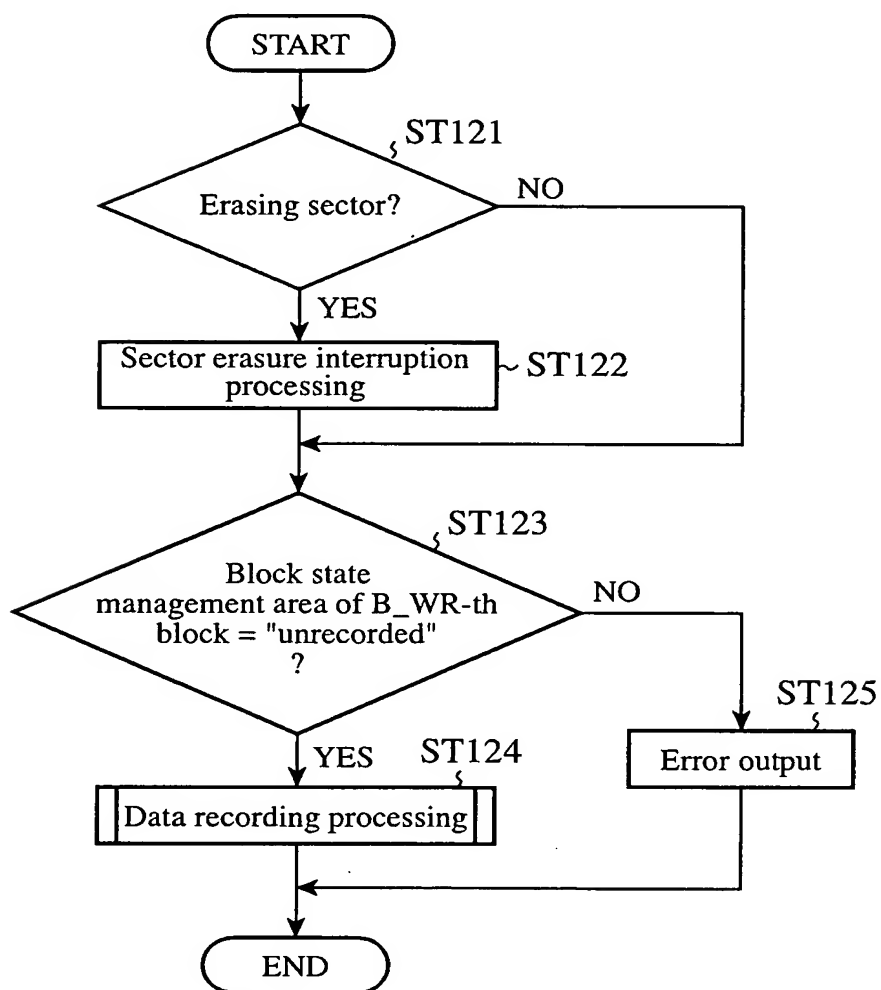 START
ST121
Erasing sector?
NO
YES
Sector erasure interruption
processing
ST122
ST123
Block state
management area of B_WR-th
block = "unrecorded"
?
NO
YES
ST124
ST125
Data recording processing
Error output
END